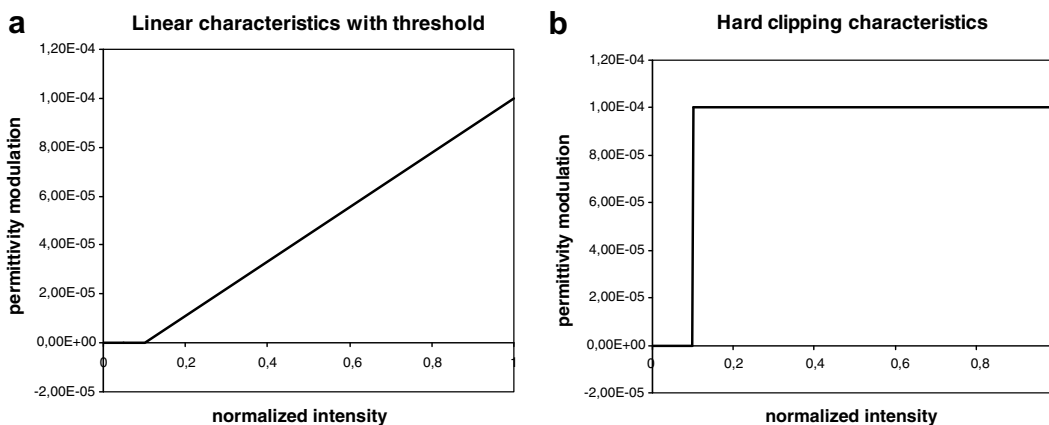 a
Linear characteristics with threshold
1,20E-04
1,00E-04
8,00E-05
6,00E-05
4,00E-05
2,00E-05
0,00E+00
-2,00E-05
0
0,2
0,4
0,6
0,8
1
permittivity modulation
normalized intensity
b
Hard clipping characteristics
1,20E-04
1,00E-04
8,00E-05
6,00E-05
4,00E-05
2,00E-05
0,00E+00
-2,00E-05
0
0,2
0,4
0,6
0,8
permittivity modulation
normalized intensity